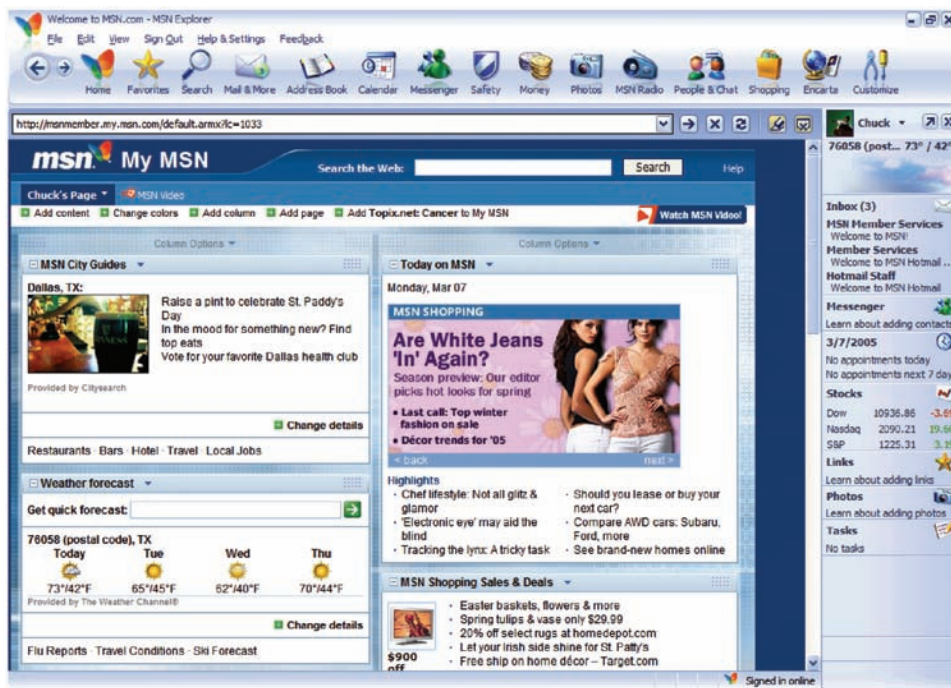 Welcome to MSN.com - MSN Explorer
File Edit View Sign Out Help & Settings Feedback
Home Favorites Search Mail & More Address Book Calendar Messenger Safety Money Photos MSN Radio People & Chat Shopping Encarta Customize
http://msnmember.my.msn.com/default.armx?lc=1033
msn My MSN
Search the Web: Search Help
Chuck's Page MSN Video
Add content Change colors Add column Add page Add Topix.net: Cancer to My MSN
Watch MSN Video!
Column Options
MSN City Guides
Dallas, TX:
Raise a pint to celebrate St. Paddy's
Day
In the mood for something new? Find
top eats
Vote for your favorite Dallas health club
GUINNESS
Provided by Citysearch
Change details
Restaurants · Bars · Hotel · Travel · Local Jobs
Weather forecast
Get quick forecast:
76058 (postal code), TX
Today Tue Wed Thu
73°/42°F 65°/45°F 62°/40°F 70°/44°F
Provided by The Weather Channel®
Change details
Flu Reports · Travel Conditions · Ski Forecast
Column Options
Today on MSN
Monday, Mar 07
MSN SHOPPING
Are White Jeans
'In' Again?
Season preview: Our editor
picks hot looks for spring
• Last call: Top winter
fashion on sale
• Décor trends for '05
< back next >
Highlights
· Chef lifestyle: Not all glitz &
glamor
· 'Electronic eye' may aid the
blind
· Tracking the lynx: A tricky task
· Should you lease or buy your
next car?
· Compare AWD cars: Subaru,
Ford, more
· See brand-new homes online
MSN Shopping Sales & Deals
$900
off
· Easter baskets, flowers & more
· Spring tulips & vase only $29.99
· 20% off select rugs at homedepot.com
· Let your Irish side shine for St. Patty's
· Free ship on home décor – Target.com
Chuck
76058 (post... 73° / 42°
Inbox (3)
MSN Member Services
Welcome to MSN!
Member Services
Welcome to MSN Hotmail ...
Hotmail Staff
Welcome to MSN Hotmail
Messenger
Learn about adding contacts
3/7/2005
No appointments today
No appointments next 7 day
Stocks
Dow 10936.86
Nasdaq 2090.21
S&P 1225.31
Links
Learn about adding links
Photos
Learn about adding photos
Tasks
No tasks
Signed in online